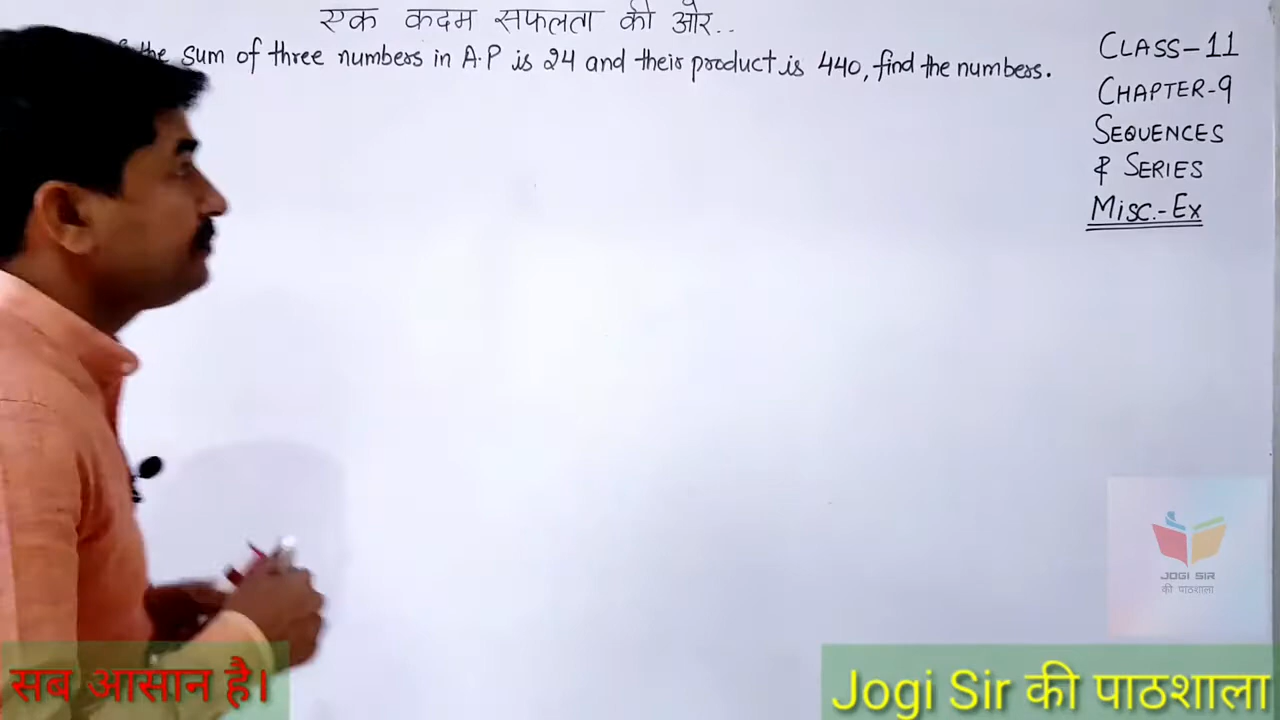 एक कदम सफलता की ओर..
the sum of three numbers in A.P is 24 and their product is 440, find the numbers.
CLASS-11
CHAPTER-9
SEQUENCES
& SERIES
Misc.-Ex
JOGI SIR
की पाठशाला
सब आसान है।
Jogi Sir की पाठशाला